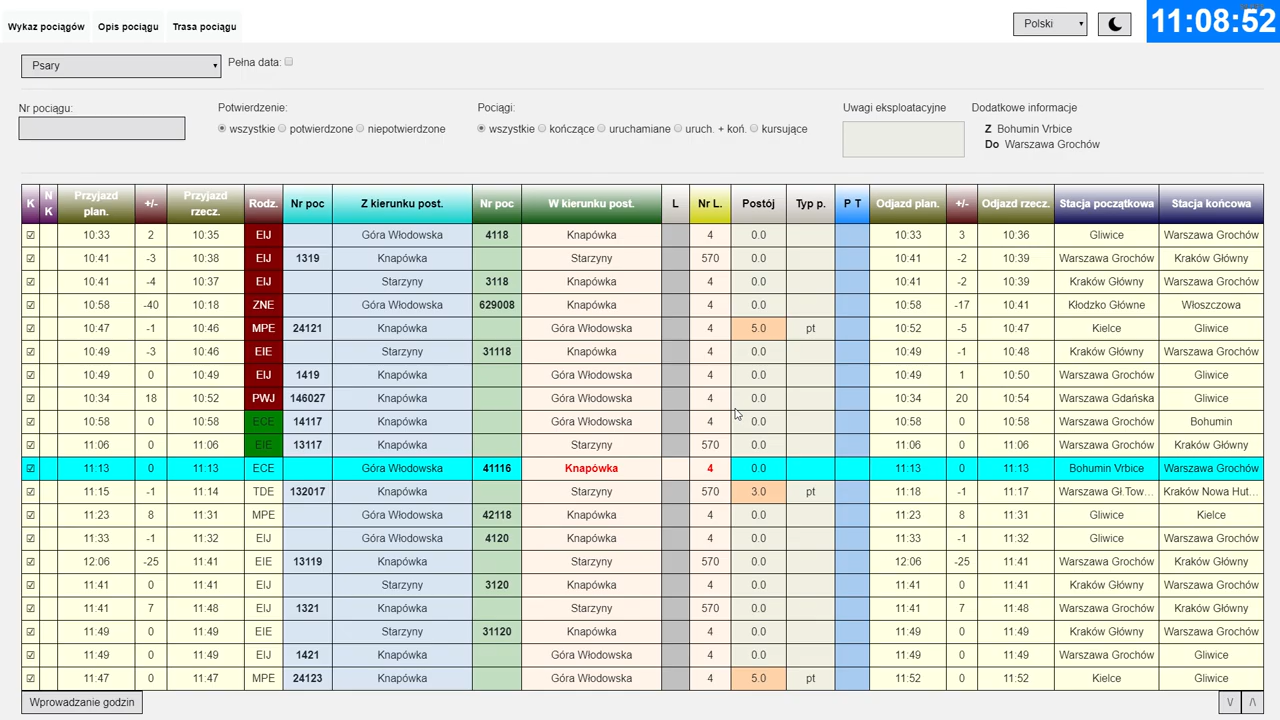 Wykaz pociągów Opis pociągu Trasa pociągu Polski 11:08:52
Psary Pełna data:
Nr pociągu: Potwierdzenie: Pociągi: Uwagi eksploatacyjne Dodatkowe informacje
wszystkie potwierdzone niepotwierdzone wszystkie kończące uruchamiane uruch. + koń. kursujące Z Bohumin Vrbice
Do Warszawa Grochów
K N K Przyjazd plan. +/- Przyjazd rzecz. Rodz. Nr poc Z kierunku post. Nr poc W kierunku post. L Nr L. Postój Typ p. P T Odjazd plan. +/- Odjazd rzecz. Stacja początkowa Stacja końcowa
10:33 2 10:35 EIJ Góra Włodowska 4118 Knapówka 4 0.0 10:33 3 10:36 Gliwice Warszawa Grochów
10:41 -3 10:38 EIJ 1319 Knapówka Starzyny 570 0.0 10:41 -2 10:39 Warszawa Grochów Kraków Główny
10:41 -4 10:37 EIJ Starzyny 3118 Knapówka 4 0.0 10:41 -2 10:39 Kraków Główny Warszawa Grochów
10:58 -40 10:18 ZNE Góra Włodowska 629008 Knapówka 4 0.0 10:58 -17 10:41 Kłodzko Główne Włoszczowa
10:47 -1 10:46 MPE 24121 Knapówka Góra Włodowska 4 5.0 pt 10:52 -5 10:47 Kielce Gliwice
10:49 -3 10:46 EIE Starzyny 31118 Knapówka 4 0.0 10:49 -1 10:48 Kraków Główny Warszawa Grochów
10:49 0 10:49 EIJ 1419 Knapówka Góra Włodowska 4 0.0 10:49 1 10:50 Warszawa Grochów Gliwice
10:34 18 10:52 PWJ 146027 Knapówka Góra Włodowska 4 0.0 10:34 20 10:54 Warszawa Gdańska Gliwice
10:58 0 10:58 ECE 14117 Knapówka Góra Włodowska 4 0.0 10:58 0 10:58 Warszawa Grochów Bohumin
11:06 0 11:06 EIE 13117 Knapówka Starzyny 570 0.0 11:06 0 11:06 Warszawa Grochów Kraków Główny
11:13 0 11:13 ECE Góra Włodowska 41116 Knapówka 4 0.0 11:13 0 11:13 Bohumin Vrbice Warszawa Grochów
11:15 -1 11:14 TDE 132017 Knapówka Starzyny 570 3.0 pt 11:18 -1 11:17 Warszawa Gł.Tow... Kraków Nowa Hut...
11:23 8 11:31 MPE Góra Włodowska 42118 Knapówka 4 0.0 11:23 8 11:31 Gliwice Kielce
11:33 -1 11:32 EIJ Góra Włodowska 4120 Knapówka 4 0.0 11:33 -1 11:32 Gliwice Warszawa Grochów
12:06 -25 11:41 EIE 13119 Knapówka Starzyny 570 0.0 12:06 -25 11:41 Warszawa Grochów Kraków Główny
11:41 0 11:41 EIJ Starzyny 3120 Knapówka 4 0.0 11:41 0 11:41 Kraków Główny Warszawa Grochów
11:41 7 11:48 EIJ 1321 Knapówka Starzyny 570 0.0 11:41 7 11:48 Warszawa Grochów Kraków Główny
11:49 0 11:49 EIE Starzyny 31120 Knapówka 4 0.0 11:49 0 11:49 Kraków Główny Warszawa Grochów
11:49 0 11:49 EIJ 1421 Knapówka Góra Włodowska 4 0.0 11:49 0 11:49 Warszawa Grochów Gliwice
11:47 0 11:47 MPE 24123 Knapówka Góra Włodowska 4 5.0 pt 11:52 0 11:52 Kielce Gliwice
Wprowadzanie godzin \/ /\